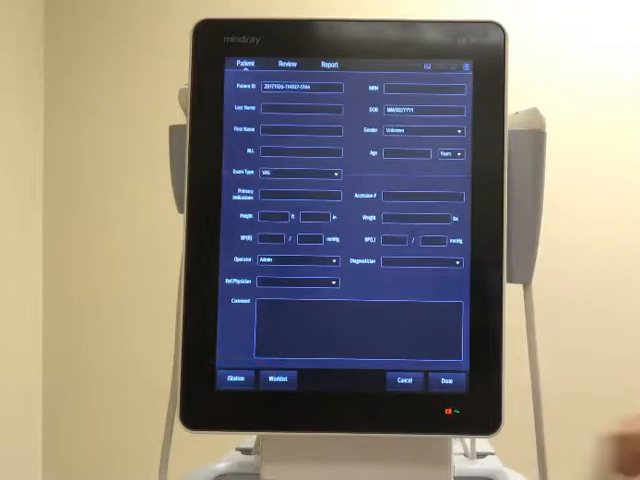 mindray
Patient Review Report
Patient ID
MRN
Last Name DOB MM/DD/YYYY
First Name Gender Unknown
M.I. Age Years
Exam Type VAS
Primary Indications Accession #
Height ft in Weight lbs
BP(R) / mmHg BP(L) / mmHg
Operator Admin Diagnostician
Ref.Physician
Comment
iStation Worklist Cancel Done